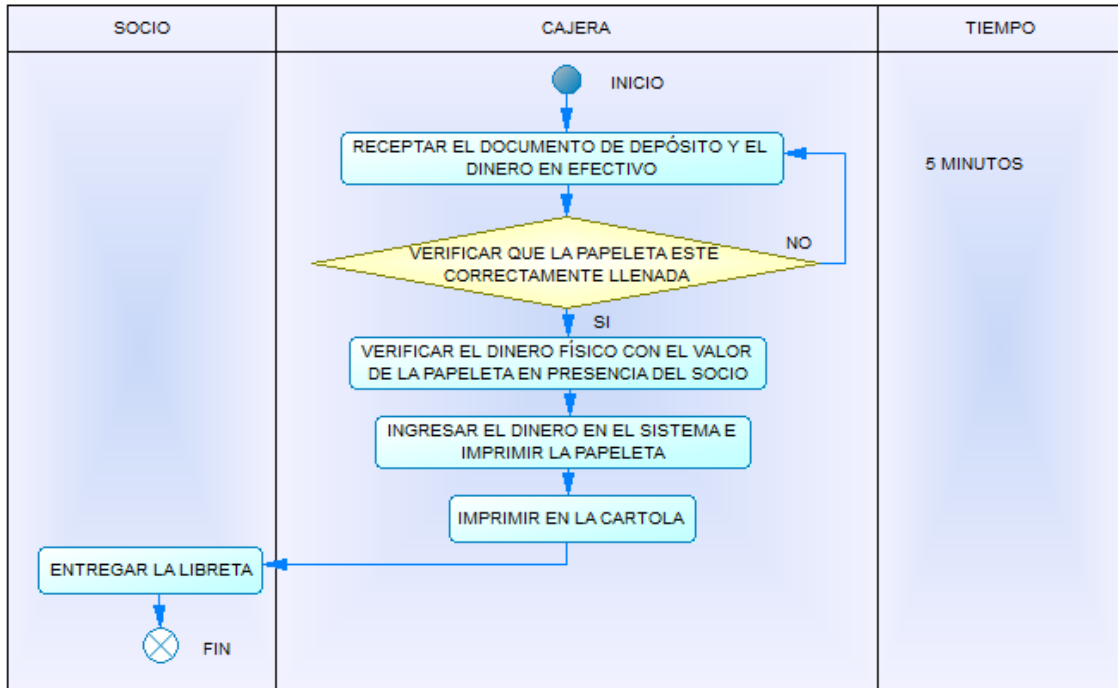 SOCIO
CAJERA
TIEMPO
INICIO
RECEPTAR EL DOCUMENTO DE DEPÓSITO Y EL
DINERO EN EFECTIVO
5 MINUTOS
NO
VERIFICAR QUE LA PAPELETA ESTE
CORRECTAMENTE LLENADA
SI
VERIFICAR EL DINERO FÍSICO CON EL VALOR
DE LA PAPELETA EN PRESENCIA DEL SOCIO
INGRESAR EL DINERO EN EL SISTEMA E
IMPRIMIR LA PAPELETA
IMPRIMIR EN LA CARTOLA
ENTREGAR LA LIBRETA
FIN